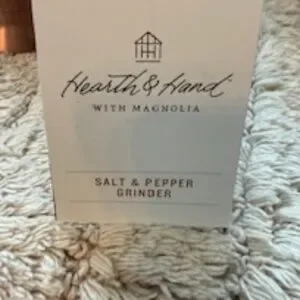 Hearth & Hand
WITH MAGNOLIA
SALT & PEPPER
GRINDER